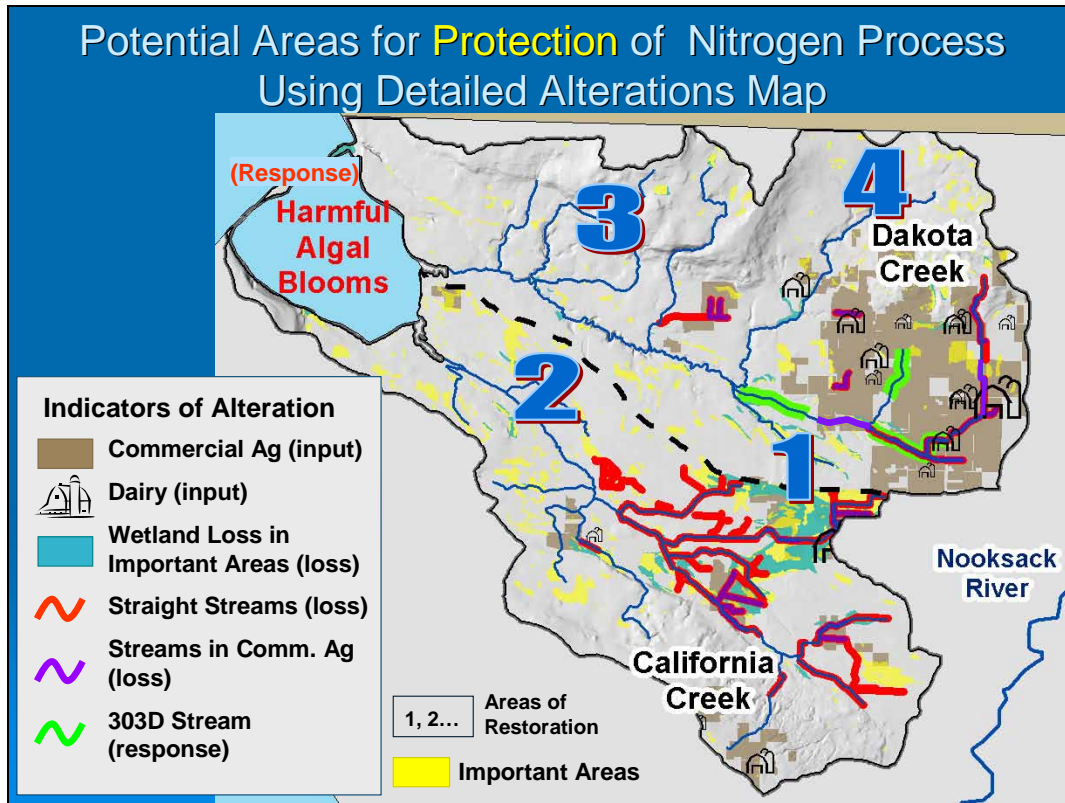 Potential Areas for Protection of Nitrogen Process
Using Detailed Alterations Map
(Response)
Harmful
Algal
Blooms
3
4
Dakota
Creek
2
1
Nooksack
River
California
Creek
Indicators of Alteration
Commercial Ag (input)
Dairy (input)
Wetland Loss in
Important Areas (loss)
Straight Streams (loss)
Streams in Comm. Ag
(loss)
303D Stream
(response)
1, 2...
Areas of
Restoration
Important Areas